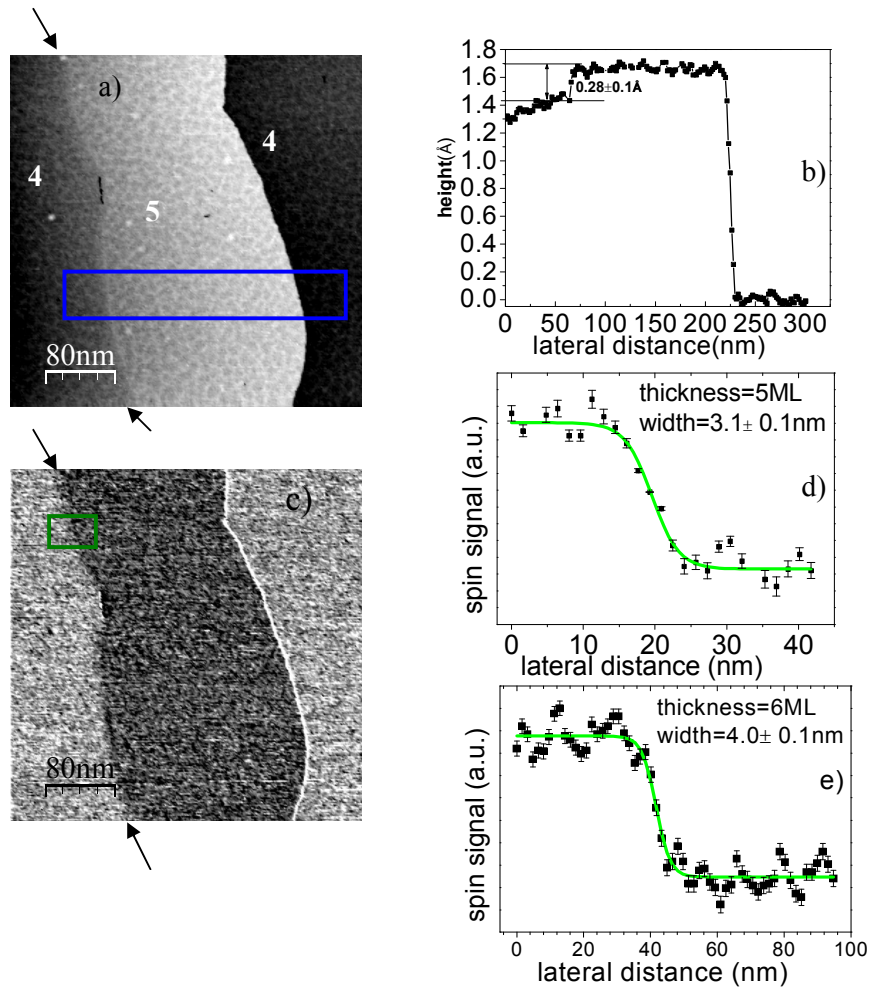 a)
4
4
5
80nm
1.8
1.6
1.4
1.2
1.0
0.8
0.6
0.4
0.2
0.0
height(Å)
0.28±0.1Å
b)
0 50 100 150 200 250 300
lateral distance(nm)
c)
80nm
thickness=5ML
width=3.1± 0.1nm
d)
spin signal (a.u.)
0 10 20 30 40
lateral distance (nm)
thickness=6ML
width=4.0± 0.1nm
e)
spin signal (a.u.)
0 20 40 60 80 100
lateral distance (nm)